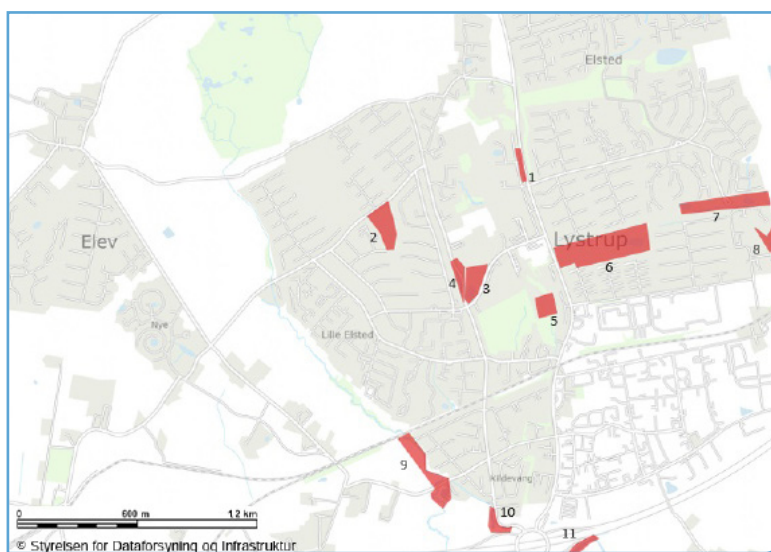 Elsted
1
Elev
2
7
Lystrup
6
8
4
3
5
Nye
Lille Elsted
9
Kildevang
10
11
0 600 m 1.2 km
© Styrelsen for Dataforsyning og Infrastruktur